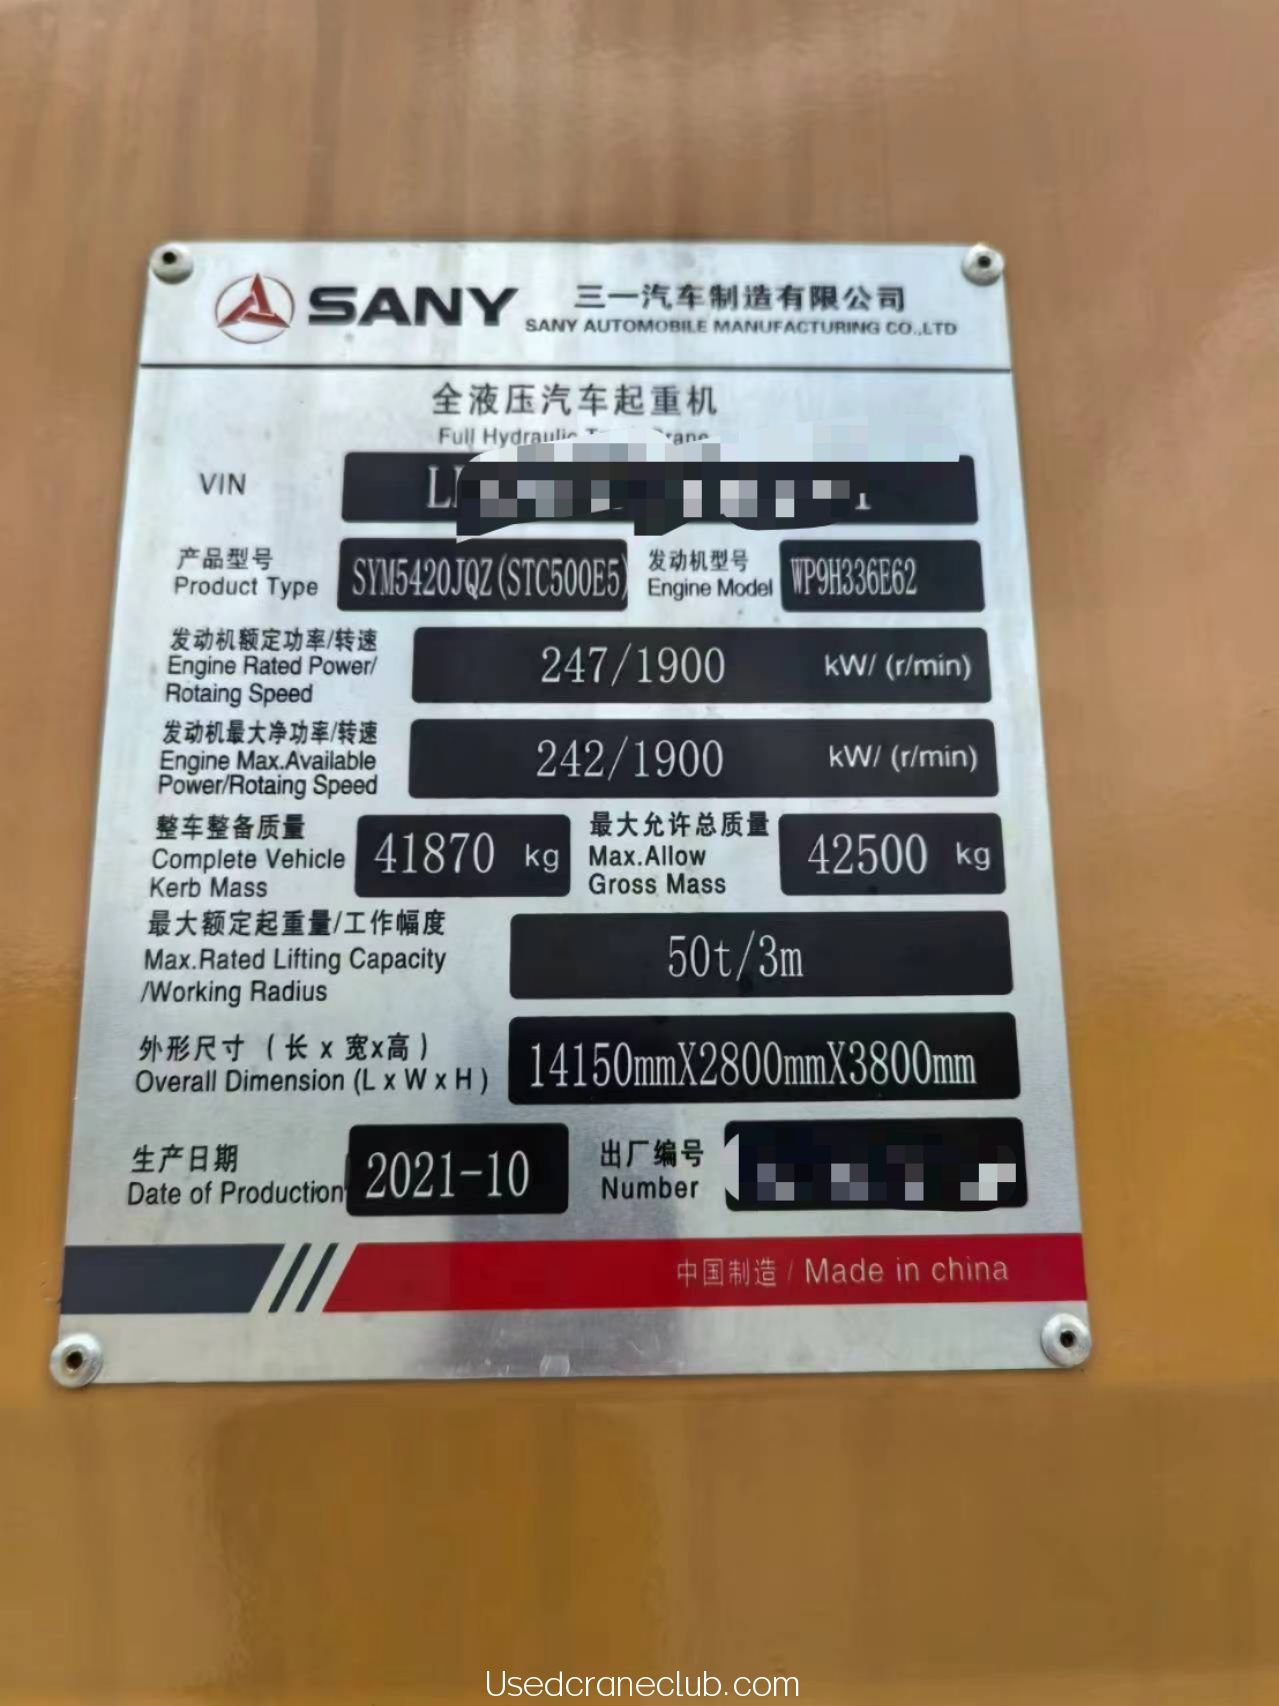 SANY 三一汽车制造有限公司
SANY AUTOMOBILE MANUFACTURING CO.,LTD
全液压汽车起重机
Full Hydraulic
VIN
产品型号
Product Type
SYM5420JQZ(STC500E5)
发动机型号
Engine Model
WP9H336E62
发动机额定功率/转速
Engine Rated Power/
Rotaing Speed
247/1900 kW/ (r/min)
发动机最大净功率/转速
Engine Max.Available
Power/Rotaing Speed
242/1900 kW/ (r/min)
整车整备质量
Complete Vehicle
Kerb Mass
41870 kg
最大允许总质量
Max.Allow
Gross Mass
42500 kg
最大额定起重量/工作幅度
Max.Rated Lifting Capacity
/Working Radius
50t/3m
外形尺寸 (长 x 宽x高)
Overall Dimension (L x W x H )
14150mmX2800mmX3800mm
生产日期
Date of Production
2021-10
出厂编号
Number
中国制造 / Made in china
Usedcraneclub.com